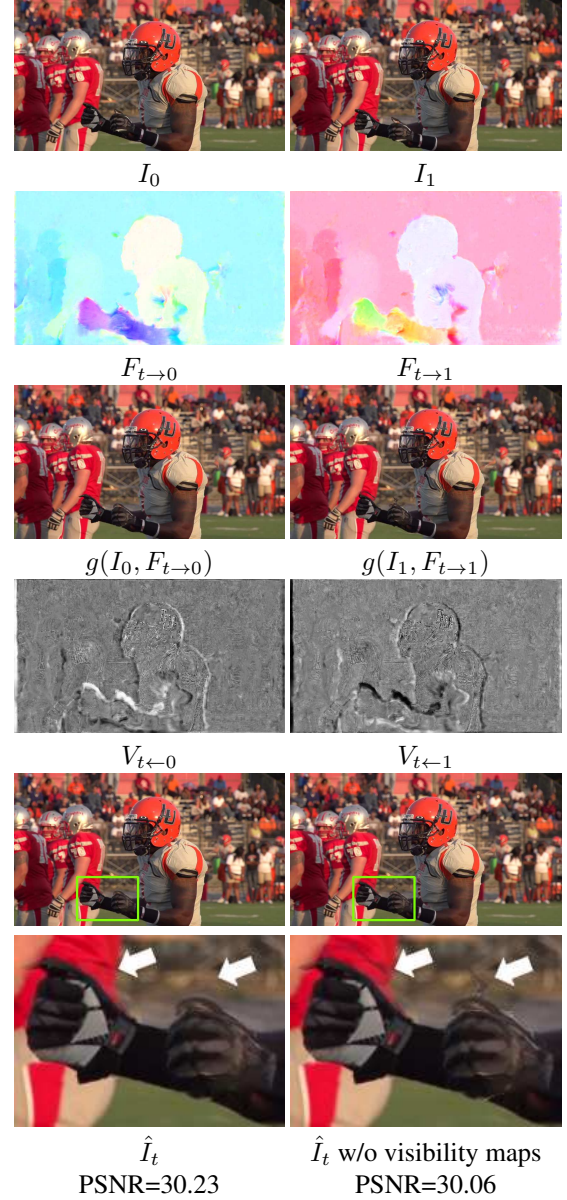 I_0 I_1
F_{t→0} F_{t→1}
g(I_0, F_{t→0}) g(I_1, F_{t→1})
V_{t←0} V_{t←1}
Î_t Î_t w/o visibility maps
PSNR=30.23 PSNR=30.06